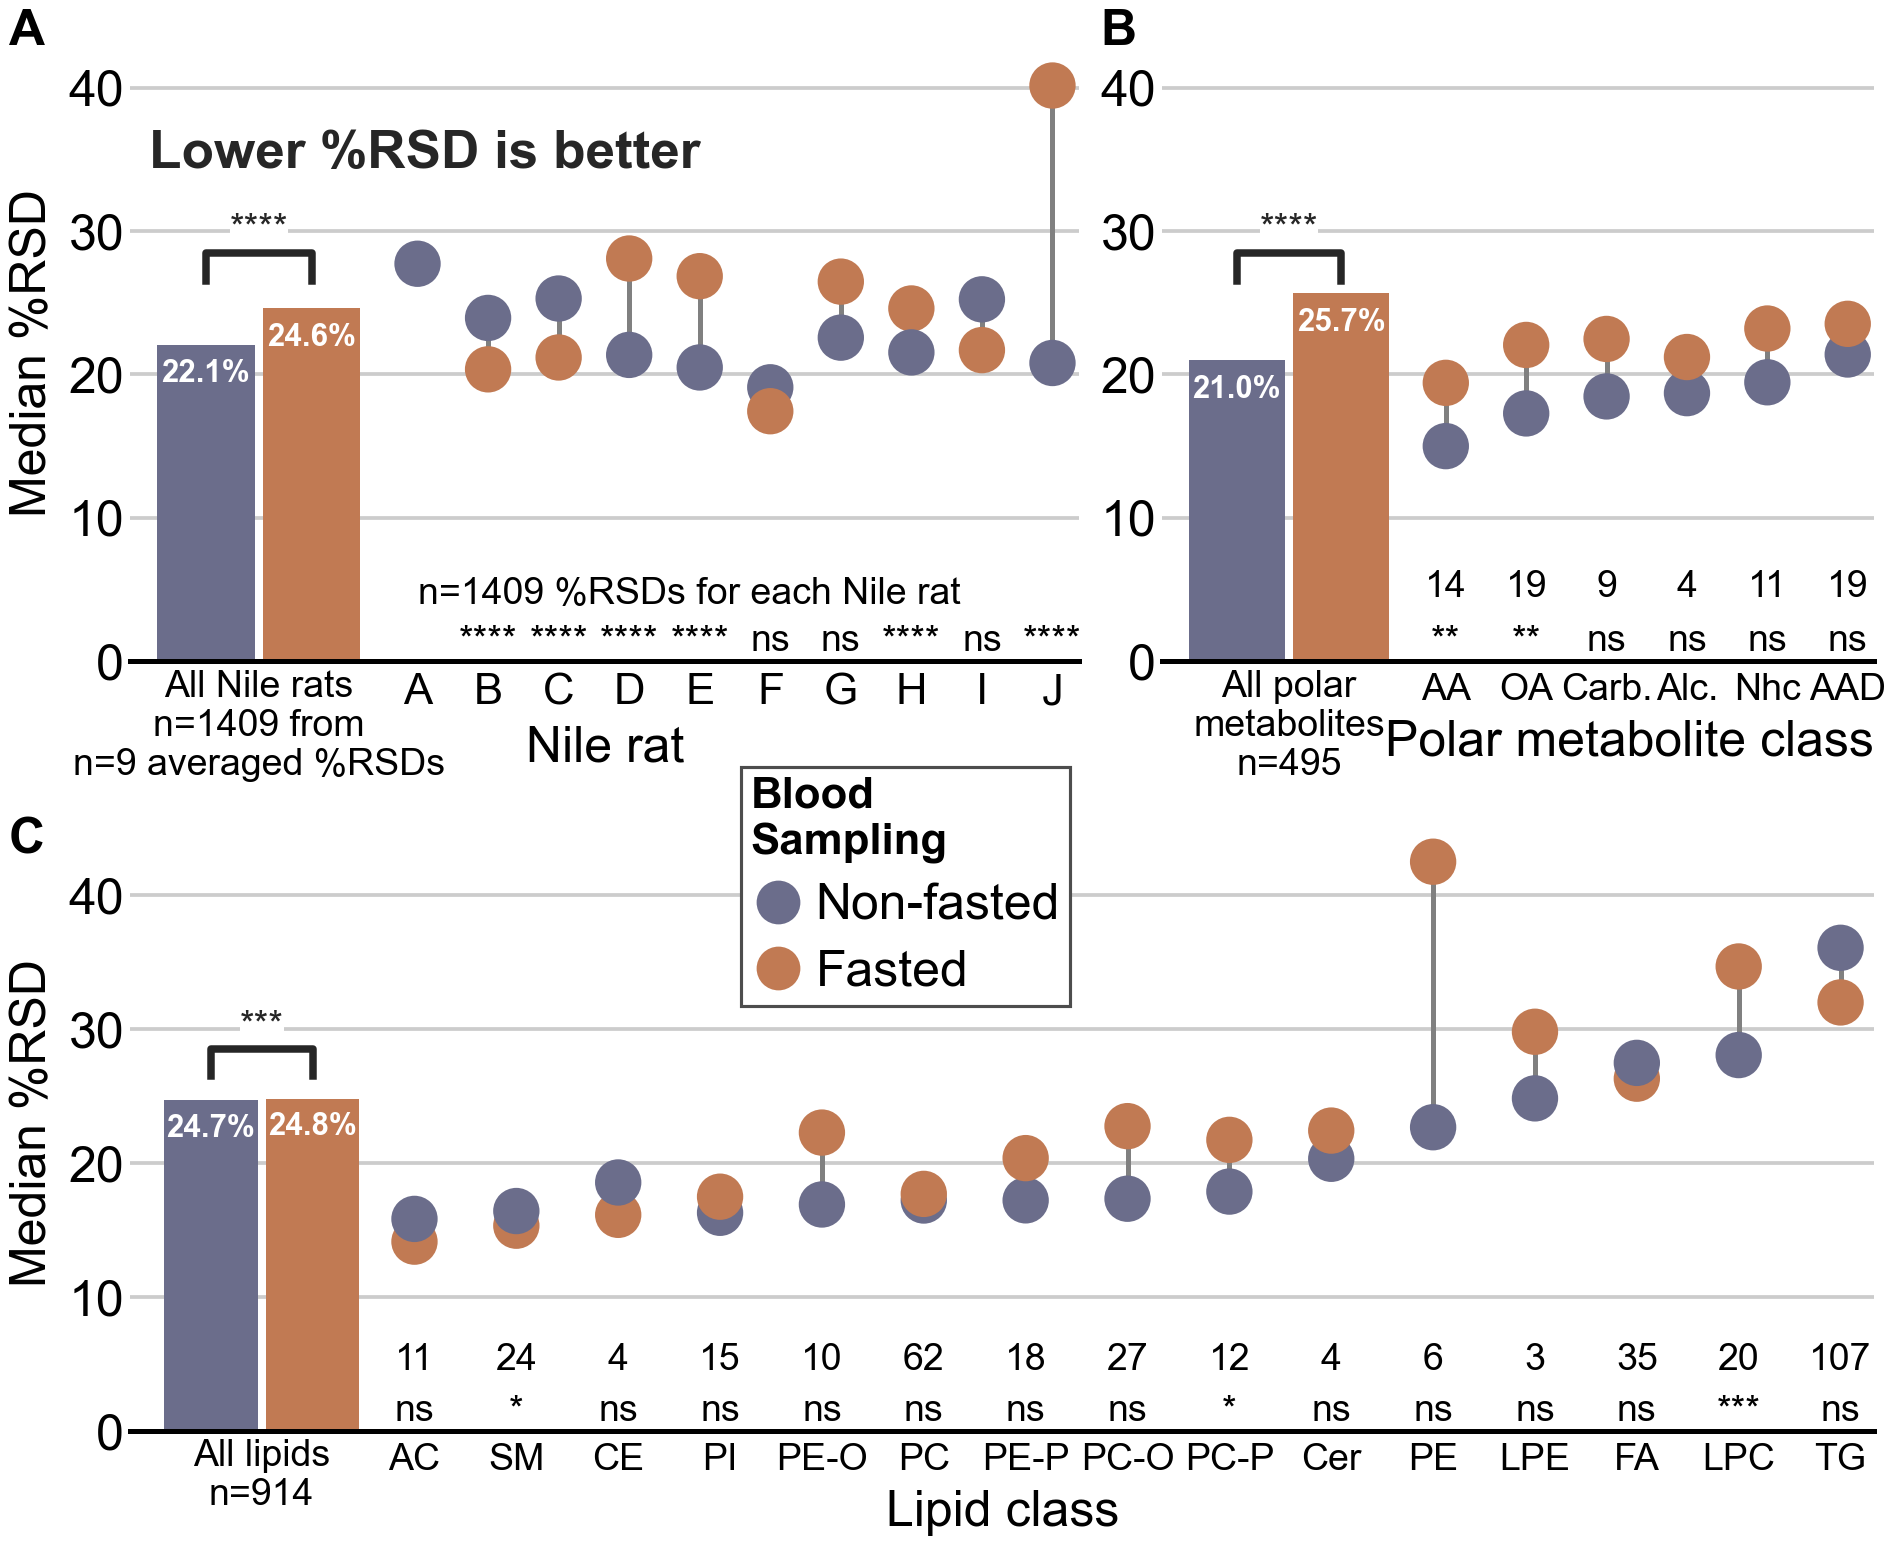 A
40
Lower %RSD is better
****
30
24.6%
22.1%
20
10
0
Median %RSD
n=1409 %RSDs for each Nile rat
**** **** **** **** ns ns **** ns ****
A B C D E F G H I J
All Nile rats
n=1409 from
n=9 averaged %RSDs
Nile rat
B
40
****
30
25.7%
21.0%
20
10
0
14 19 9 4 11 19
** ** ns ns ns ns
AA OA Carb. Alc. Nhc AAD
All polar
metabolites
n=495
Polar metabolite class
Blood
Sampling
Non-fasted
Fasted
C
40
30
***
24.7% 24.8%
20
10
0
Median %RSD
11 24 4 15 10 62 18 27 12 4 6 3 35 20 107
ns * ns ns ns ns ns ns * ns ns ns ns *** ns
AC SM CE PI PE-O PC PE-P PC-O PC-P Cer PE LPE FA LPC TG
All lipids
n=914
Lipid class